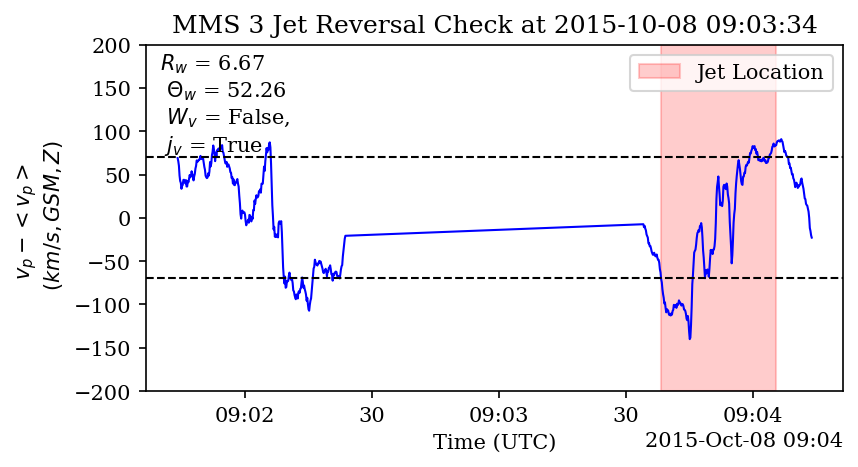 MMS 3 Jet Reversal Check at 2015-10-08 09:03:34
R_w = 6.67
Θ_w = 52.26
W_v = False,
j_v = True
Jet Location
v_p - < v_p >
(km/s, GSM, Z)
200
150
100
50
0
−50
−100
−150
−200
09:02
30
09:03
30
09:04
Time (UTC)
2015-Oct-08 09:04